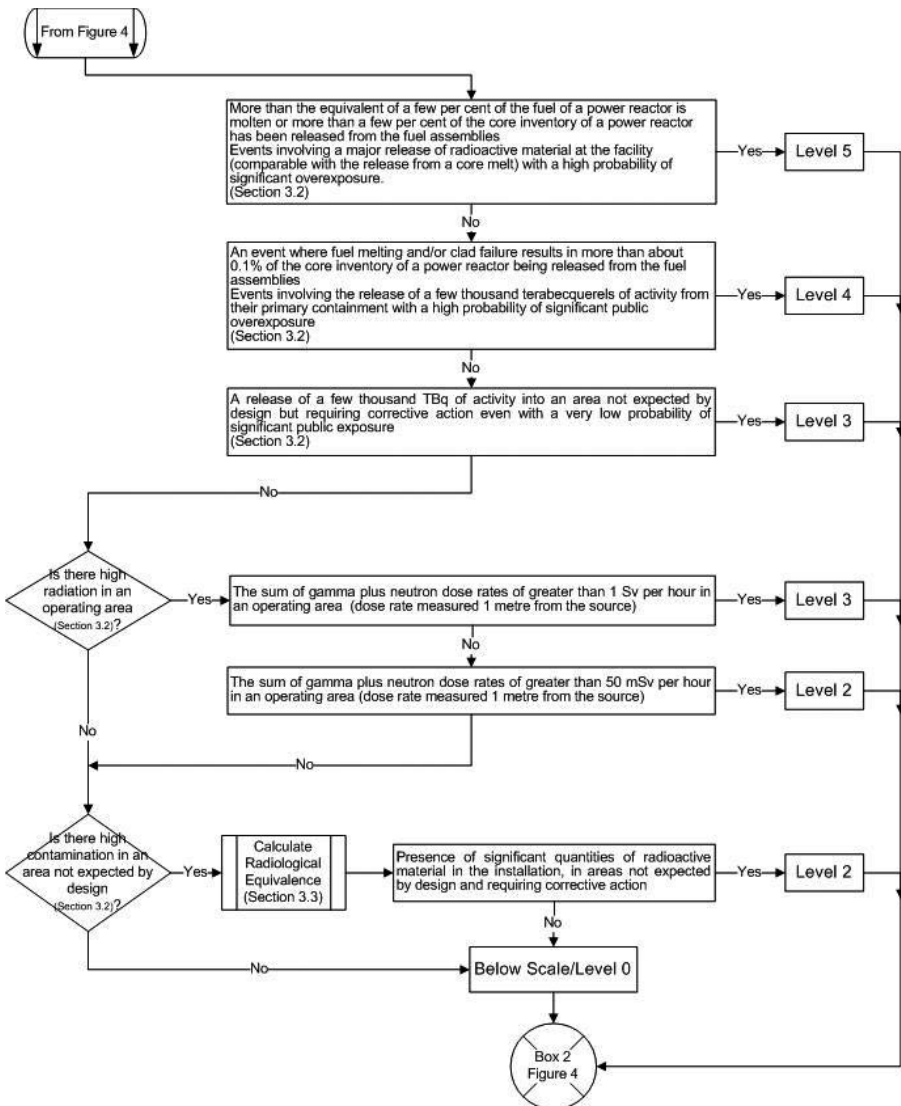 From Figure 4
More than the equivalent of a few per cent of the fuel of a power reactor is
molten or more than a few per cent of the core inventory of a power reactor
has been released from the fuel assemblies
Events involving a major release of radioactive material at the facility
(comparable with the release from a core melt) with a high probability of
significant overexposure.
(Section 3.2)
Yes
Level 5
No
An event where fuel melting and/or clad failure results in more than about
0.1% of the core inventory of a power reactor being released from the fuel
assemblies
Events involving the release of a few thousand terabecquerels of activity from
their primary containment with a high probability of significant public
overexposure
(Section 3.2)
Yes
Level 4
No
A release of a few thousand TBq of activity into an area not expected by
design but requiring corrective action even with a very low probability of
significant public exposure
(Section 3.2)
Yes
Level 3
No
Is there high
radiation in an
operating area
(Section 3.2)?
Yes
The sum of gamma plus neutron dose rates of greater than 1 Sv per hour in
an operating area (dose rate measured 1 metre from the source)
Yes
Level 3
No
The sum of gamma plus neutron dose rates of greater than 50 mSv per hour
in an operating area (dose rate measured 1 metre from the source)
Yes
Level 2
No
No
Is there high
contamination in an
area not expected by
design
(Section 3.2)?
Yes
Calculate
Radiological
Equivalence
(Section 3.3)
Presence of significant quantities of radioactive
material in the installation, in areas not expected
by design and requiring corrective action
Yes
Level 2
No
No
Below Scale/Level 0
Box 2
Figure 4